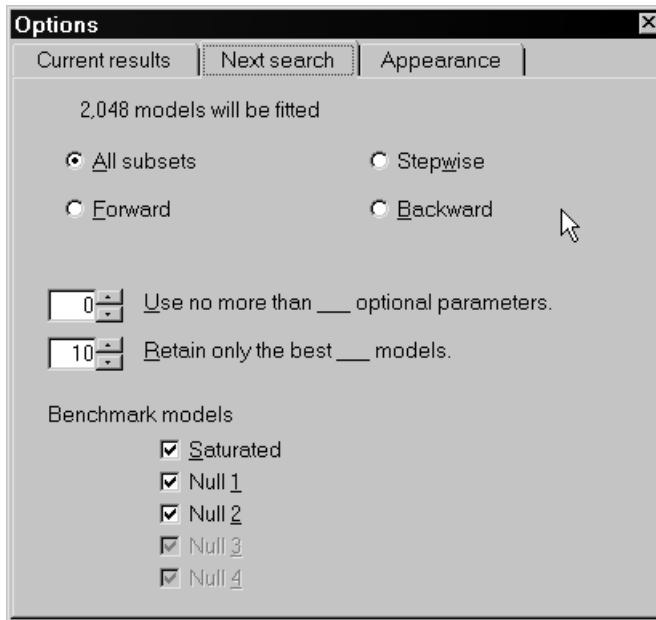 Options
Current results Next search Appearance
2,048 models will be fitted
All subsets Stepwise
Forward Backward
0 Use no more than ___ optional parameters.
10 Retain only the best ___ models.
Benchmark models
Saturated
Null 1
Null 2
Null 3
Null 4